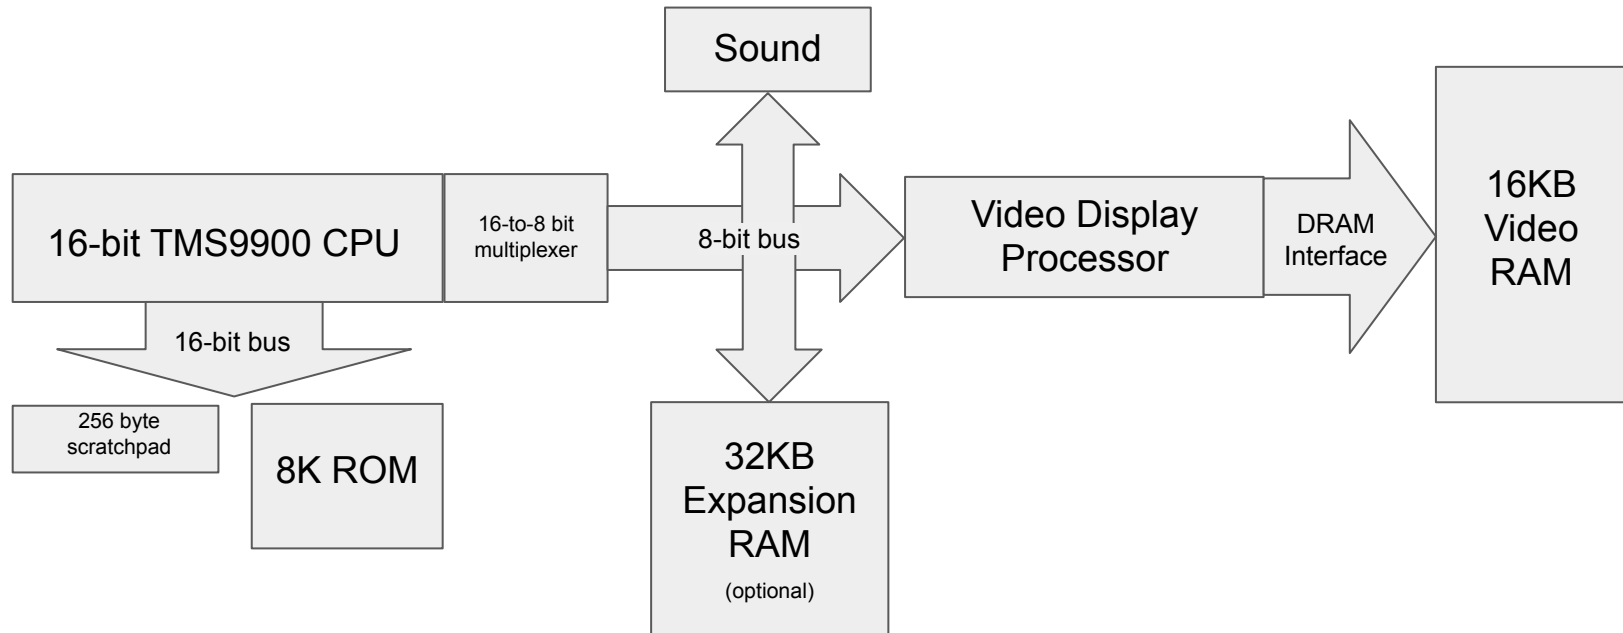 Sound
16-bit TMS9900 CPU
16-to-8 bit
multiplexer
8-bit bus
Video Display
Processor
DRAM
Interface
16KB
Video
RAM
16-bit bus
256 byte
scratchpad
8K ROM
32KB
Expansion
RAM
(optional)